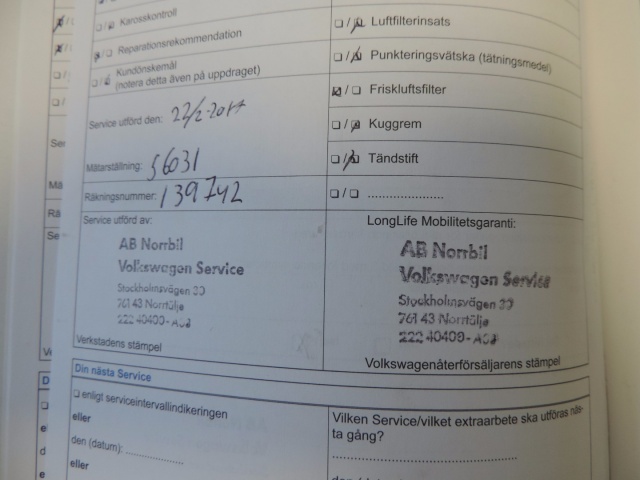 Karosskontroll
Reparationsrekommendation
Kundönskemål
(notera detta även på uppdraget)
Service utförd den: 22/2-2017
Mätarställning: 56031
Räkningsnummer: 139742
Luftfilterinsats
Punkteringsvätska (tätningsmedel)
Friskluftsfilter
Kuggrem
Tändstift
Service utförd av:
AB Norrbil
Volkswagen Service
Stockholmsvägen 30
761 43 Norrtälje
Verkstadens stämpel
LongLife Mobilitetsgaranti:
AB Norrbil
Volkswagen Service
Stockholmsvägen 30
761 43 Norrtälje
Volkswagenåterförsäljarens stämpel
Din nästa Service
enligt serviceintervallindikeringen
eller
den (datum):
eller
Vilken Service/vilket extraarbete ska utföras näs-
ta gång?